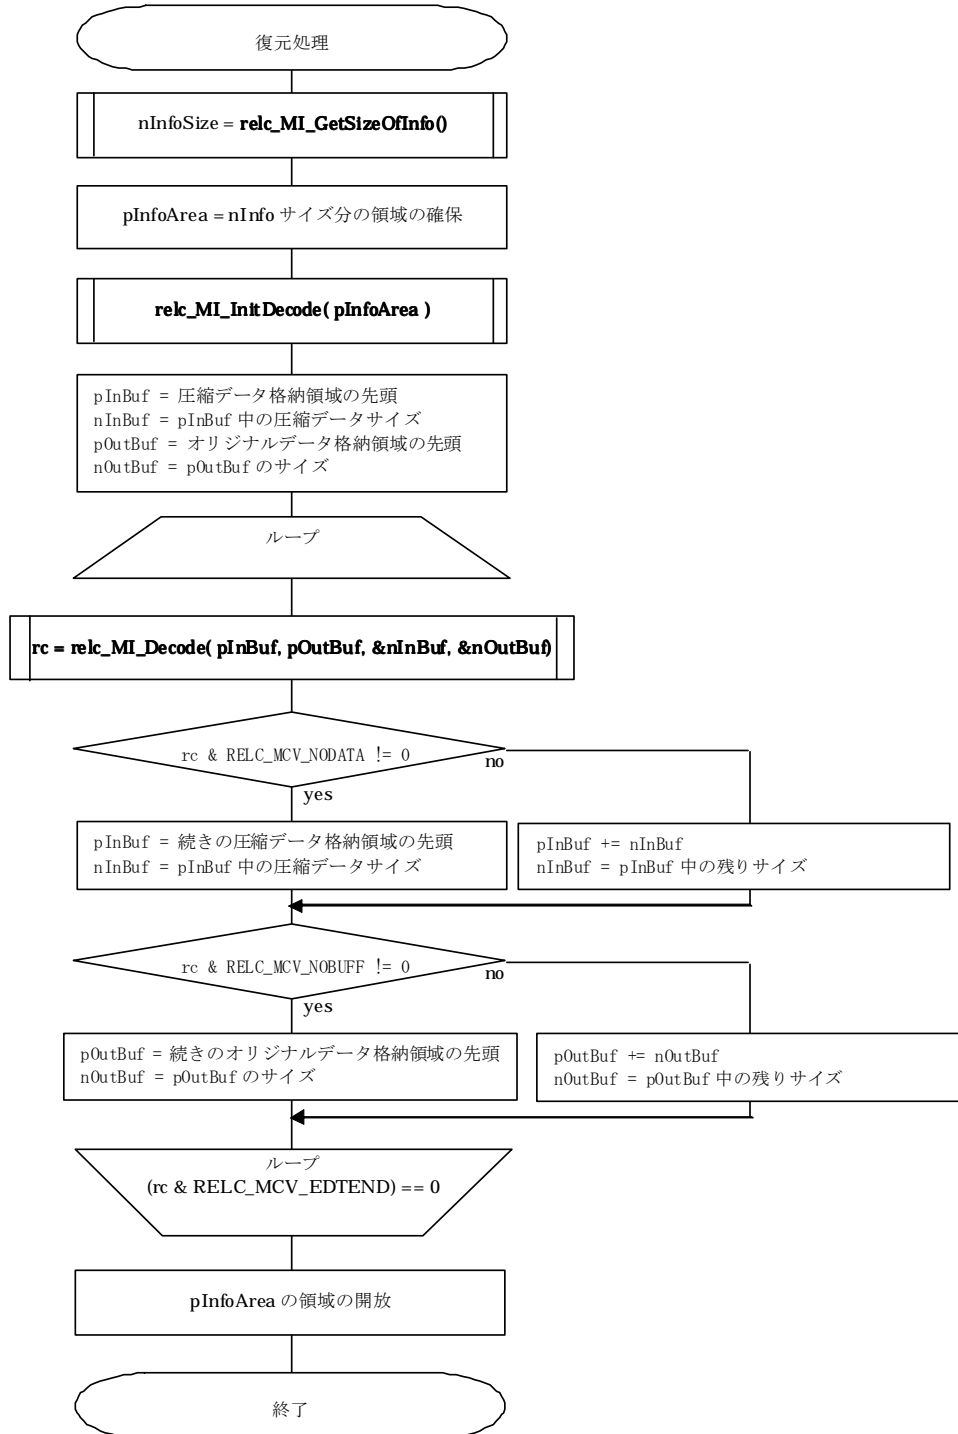 復元処理
nInfoSize = relc_MI_GetSizeOfInfo()
pInfoArea = nInfo サイズ分の領域の確保
relc_MI_InitDecode( pInfoArea )
pInBuf = 圧縮データ格納領域の先頭
nInBuf = pInBuf 中の圧縮データサイズ
pOutBuf = オリジナルデータ格納領域の先頭
nOutBuf = pOutBuf のサイズ
ループ
rc = relc_MI_Decode( pInBuf, pOutBuf, &nInBuf, &nOutBuf)
rc & RELC_MCV_NODATA != 0
no
yes
pInBuf = 続きの圧縮データ格納領域の先頭
nInBuf = pInBuf 中の圧縮データサイズ
pInBuf += nInBuf
nInBuf = pInBuf 中の残りサイズ
rc & RELC_MCV_NOBUFF != 0
no
yes
pOutBuf = 続きのオリジナルデータ格納領域の先頭
nOutBuf = pOutBuf のサイズ
pOutBuf += nOutBuf
nOutBuf = pOutBuf 中の残りサイズ
ループ
(rc & RELC_MCV_EDTEND) == 0
pInfoArea の領域の開放
終了